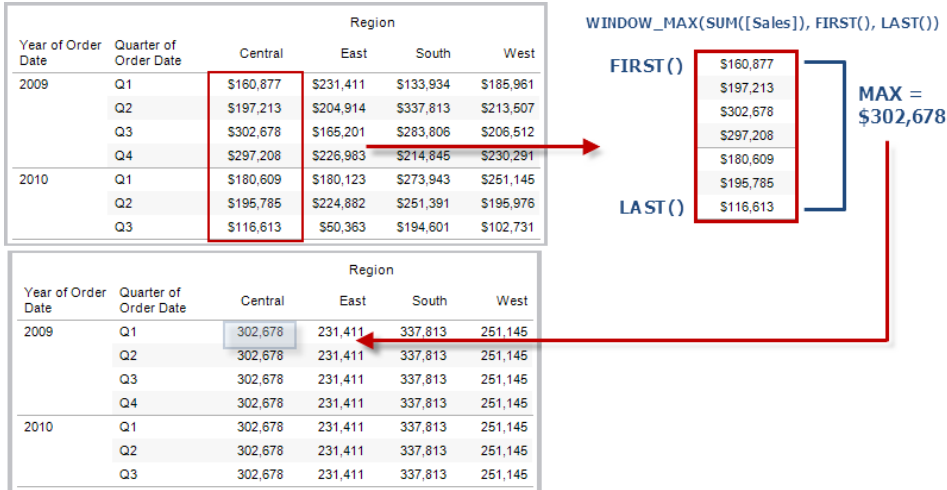 Region
Year of Order Date Quarter of Order Date Central East South West
2009 Q1 $160,877 $231,411 $133,934 $185,961
Q2 $197,213 $204,914 $337,813 $213,507
Q3 $302,678 $165,201 $283,806 $206,512
Q4 $297,208 $226,983 $214,845 $230,291
2010 Q1 $180,609 $180,123 $273,943 $251,145
Q2 $195,785 $224,882 $251,391 $195,976
Q3 $116,613 $50,363 $194,601 $102,731
WINDOW_MAX(SUM([Sales]), FIRST(), LAST())
FIRST() $160,877
$197,213
$302,678
$297,208
$180,609
$195,785
LAST() $116,613
MAX =
$302,678
Region
Year of Order Date Quarter of Order Date Central East South West
2009 Q1 302,678 231,411 337,813 251,145
Q2 302,678 231,411 337,813 251,145
Q3 302,678 231,411 337,813 251,145
Q4 302,678 231,411 337,813 251,145
2010 Q1 302,678 231,411 337,813 251,145
Q2 302,678 231,411 337,813 251,145
Q3 302,678 231,411 337,813 251,145